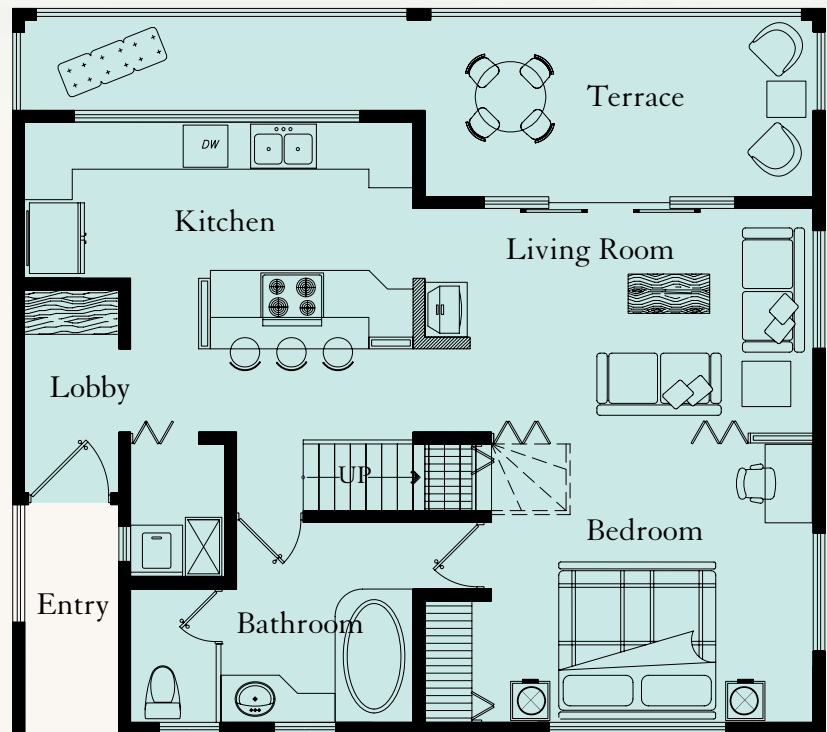 Terrace
DW
Kitchen
Living Room
Lobby
UP
Bedroom
Entry
Bathroom